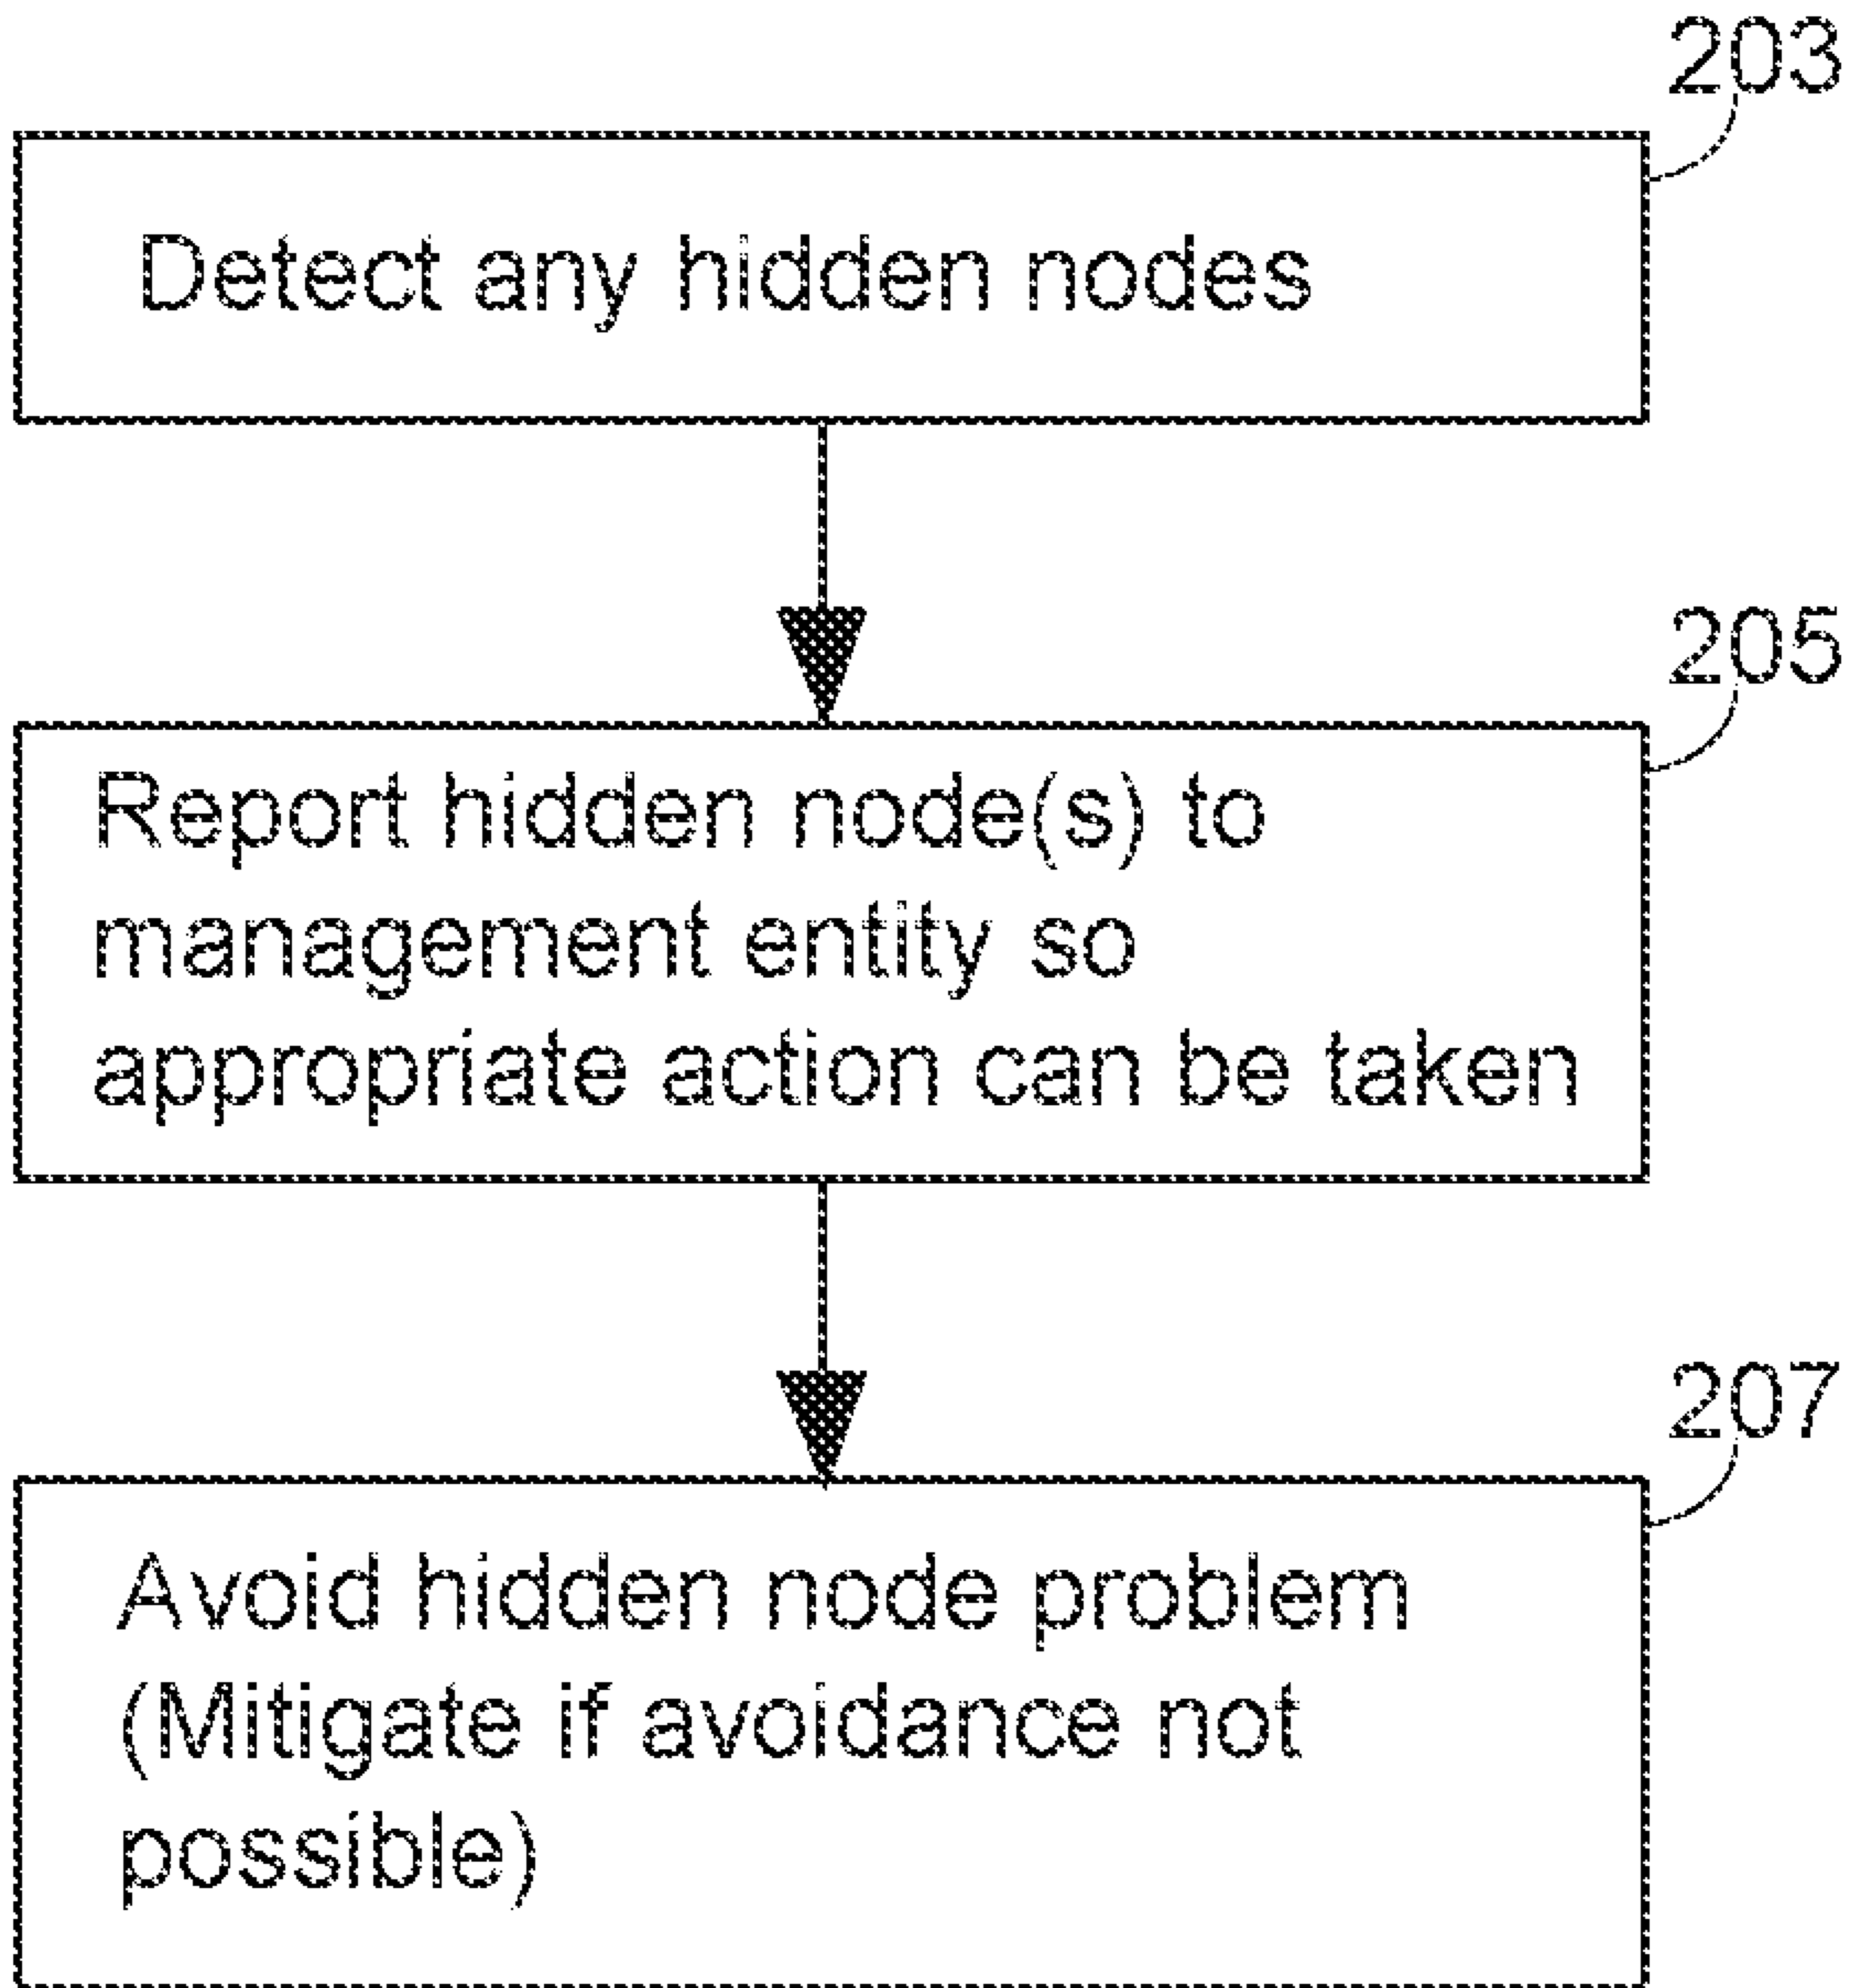 203
Detect any hidden nodes
205
Report hidden node(s) to
management entity so
appropriate action can be taken
207
Avoid hidden node problem
(Mitigate if avoidance not
possible)